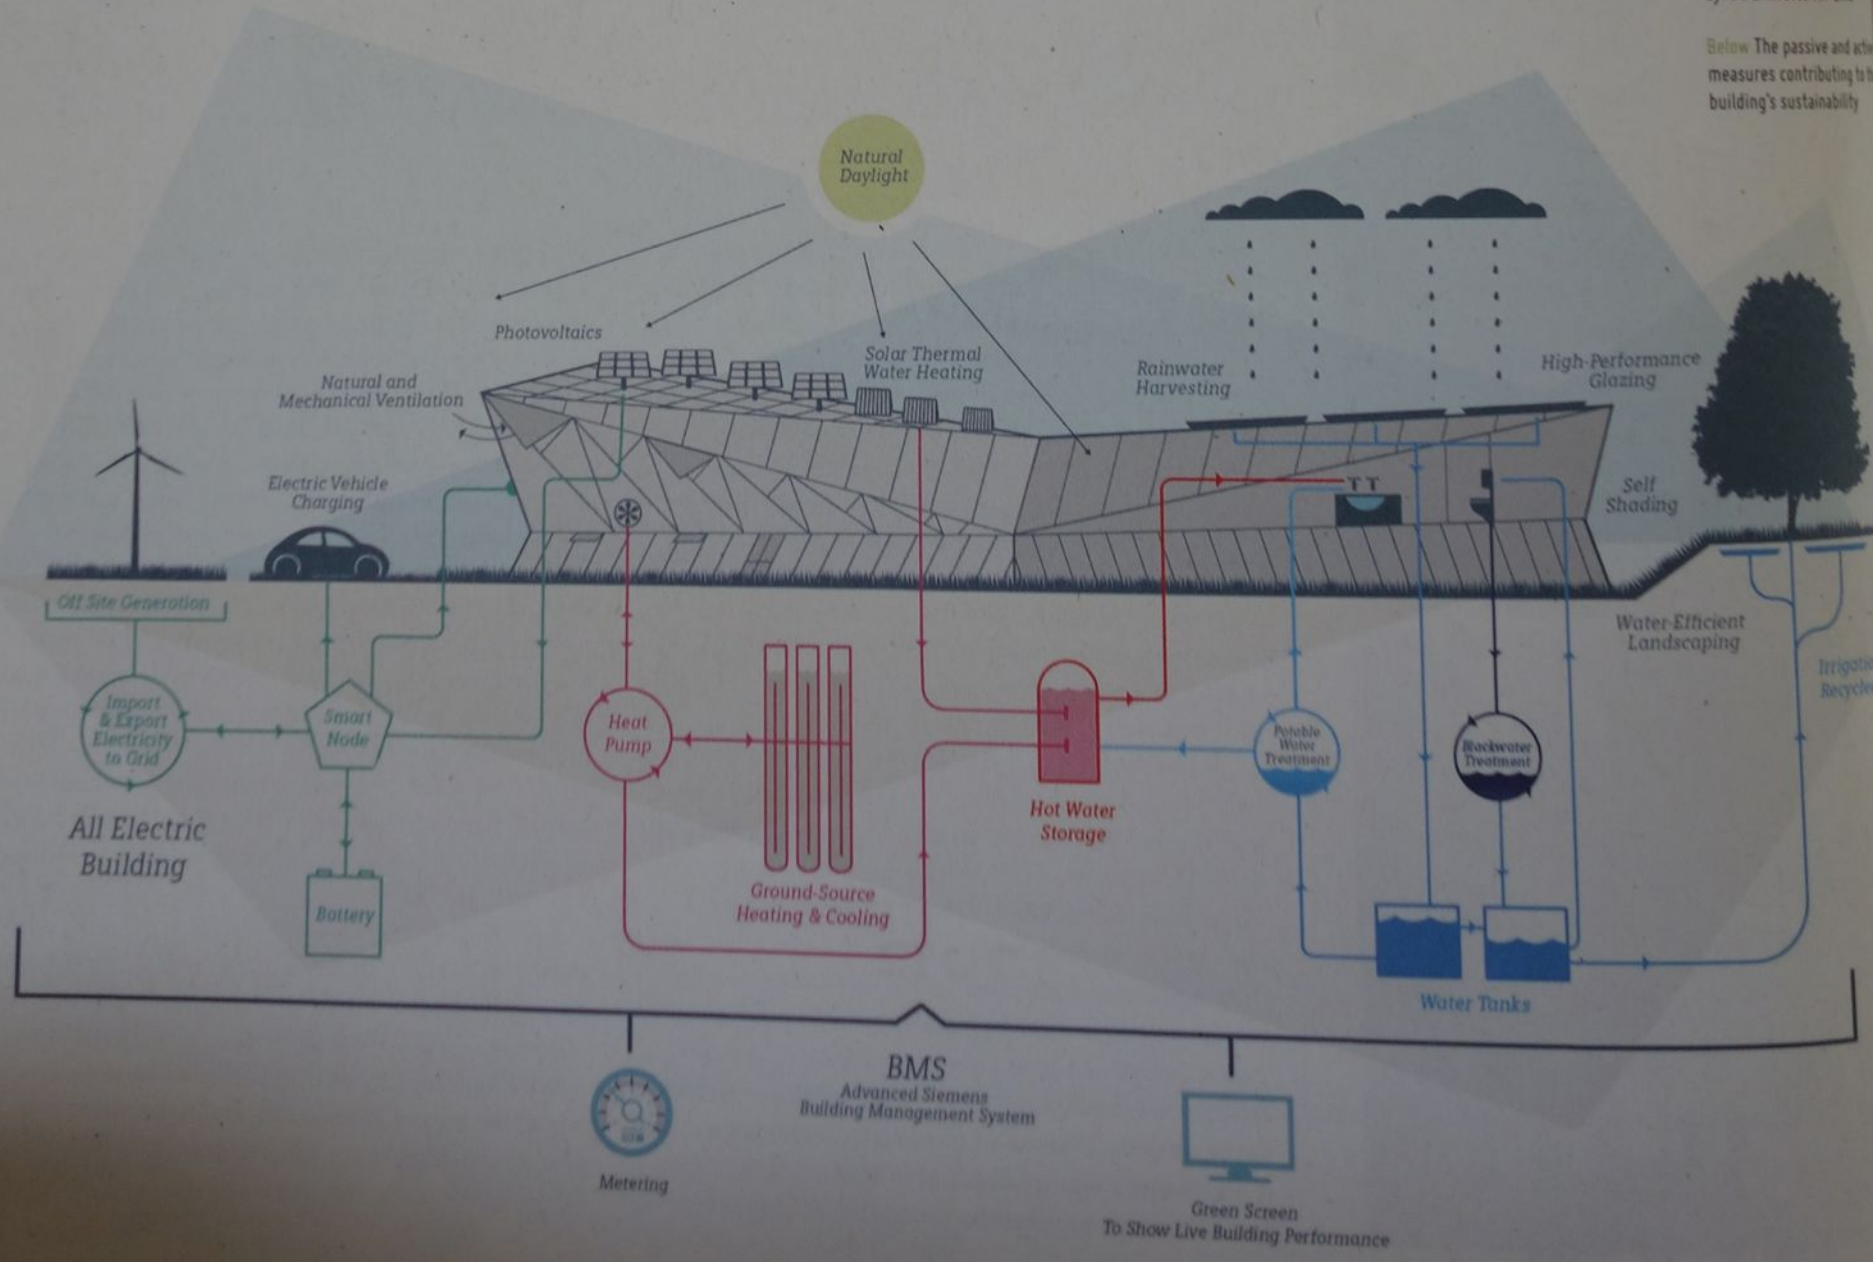 Below The passive and
measures contributing to
building's sustainability
Natural
Daylight
Photovoltaics
Solar Thermal
Water Heating
Rainwater
Harvesting
High-Performance
Glazing
Natural and
Mechanical Ventilation
Electric Vehicle
Charging
Self
Shading
Off Site Generation
Water-Efficient
Landscaping
Import
& Export
Electricity
to Grid
Smart
Node
Heat
Pump
Potable
Water
Treatment
Blackwater
Treatment
Hot Water
Storage
All Electric
Building
Battery
Ground-Source
Heating & Cooling
Water Tanks
BMS
Advanced Siemens
Building Management System
Metering
Green Screen
To Show Live Building Performance